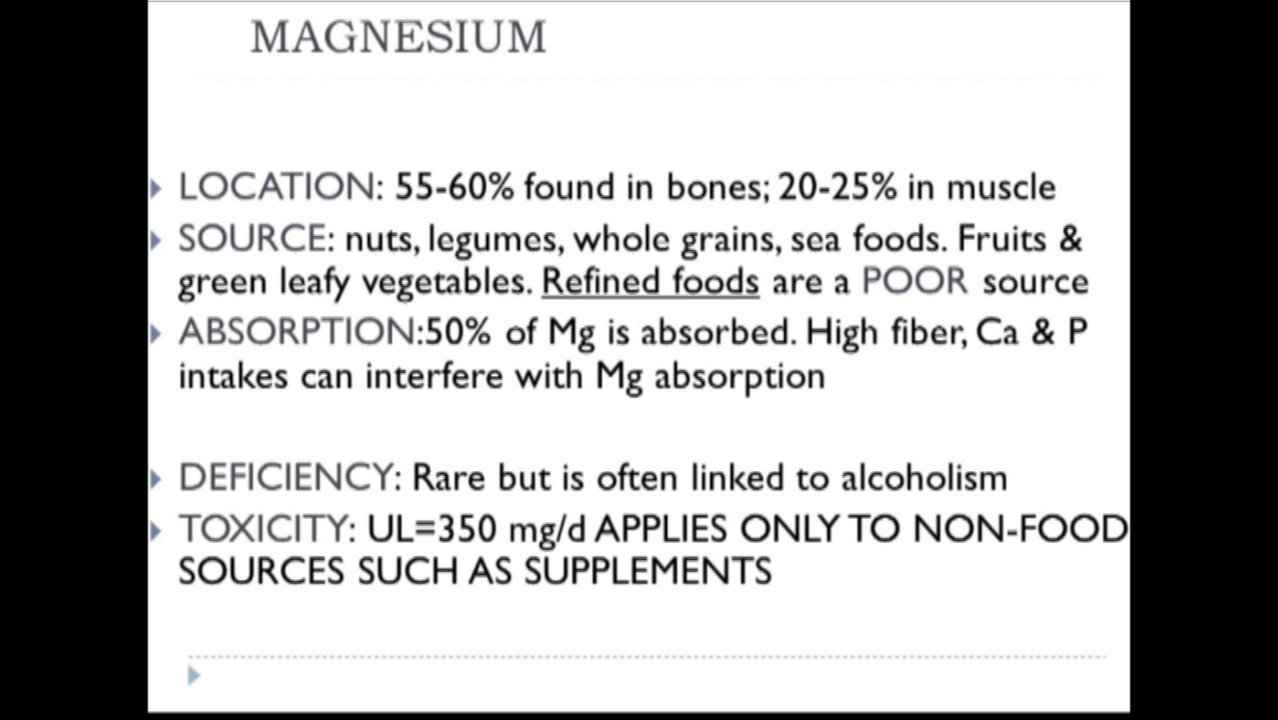 MAGNESIUM
LOCATION: 55-60% found in bones; 20-25% in muscle
SOURCE: nuts, legumes, whole grains, sea foods. Fruits &
green leafy vegetables. Refined foods are a POOR source
ABSORPTION:50% of Mg is absorbed. High fiber, Ca & P
intakes can interfere with Mg absorption
DEFICIENCY: Rare but is often linked to alcoholism
TOXICITY: UL=350 mg/d APPLIES ONLY TO NON-FOOD
SOURCES SUCH AS SUPPLEMENTS